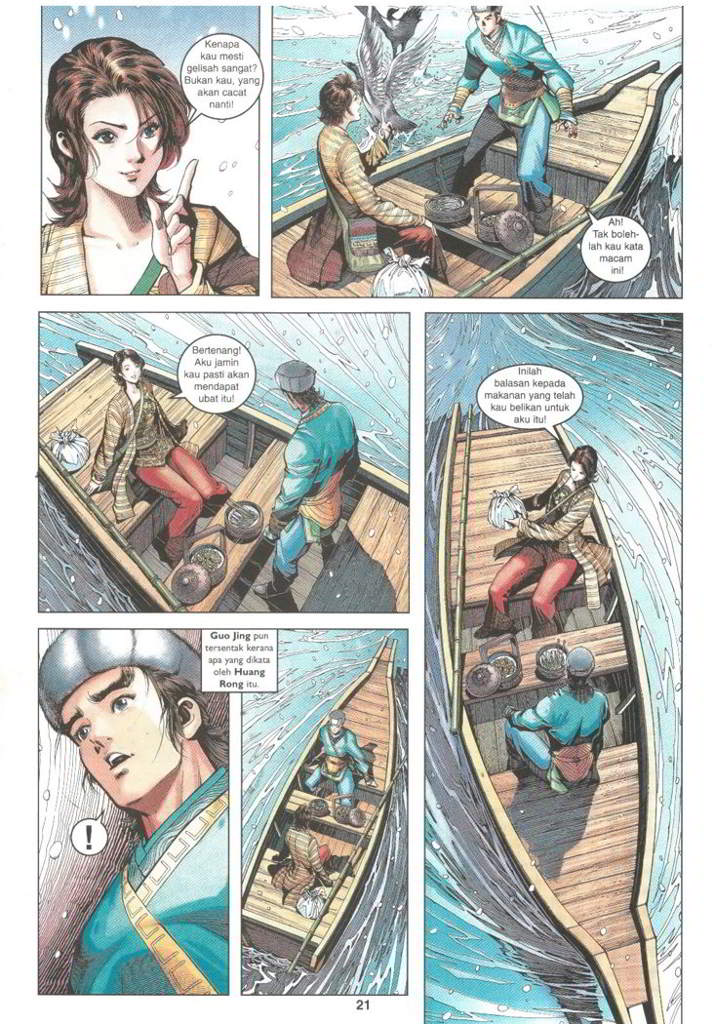 Kenapa
kau mesti
gelisah sangat?
Bukan kau, yang
akan cacat
nanti!
Ah!
Tak boleh-
lah kau kata
macam
ini!
Bertenang!
Aku jamin
kau pasti akan
mendapat
ubat itu!
Inilah
balasan kepada
makanan yang telah
kau belikan untuk
aku itu!
!
Guo Jing pun
tersentak kerana
apa yang dikata
oleh Huang
Rong itu.
21